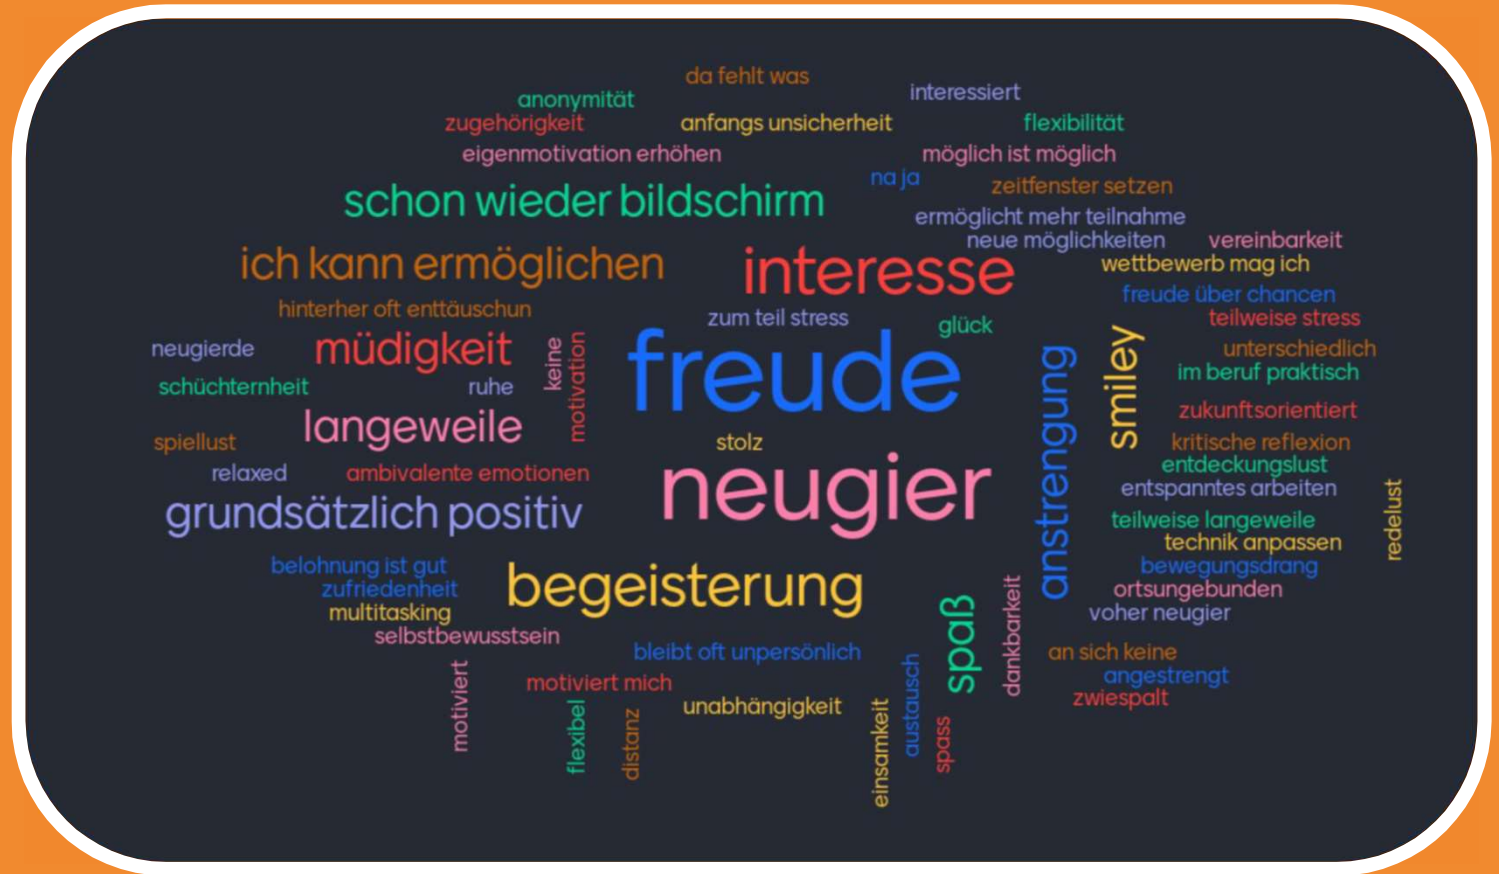 da fehlt was
interessiert
anonymität
zugehörigkeit
anfangs unsicherheit
flexibilität
eigenmotivation erhöhen
möglich ist möglich
na ja
zeitfenster setzen
schon wieder bildschirm
ermöglicht mehr teilnahme
neue möglichkeiten
vereinbarkeit
ich kann ermöglichen
interesse
wettbewerb mag ich
freude über chancen
hinterher oft enttäuschun
zum teil stress
glück
teilweise stress
neugierde
müdigkeit
keine
motivation
freude
smiley
unterschiedlich
im beruf praktisch
schüchternheit
ruhe
anstrengung
zukunftsorientiert
langeweile
spiellust
stolz
kritische reflexion
entdeckungslust
relaxed
ambivalente emotionen
neugier
entspanntes arbeiten
redelust
grundsätzlich positiv
teilweise langeweile
technik anpassen
belohnung ist gut
begeisterung
bewegungsdrang
zufriedenheit
ortsungebunden
multitasking
voher neugier
selbstbewusstsein
spaß
dankbarkeit
bleibt oft unpersönlich
an sich keine
motiviert
motiviert mich
angestrengt
zwiespalt
unabhängigkeit
flexibel
distanz
einsamkeit
austausch
spass